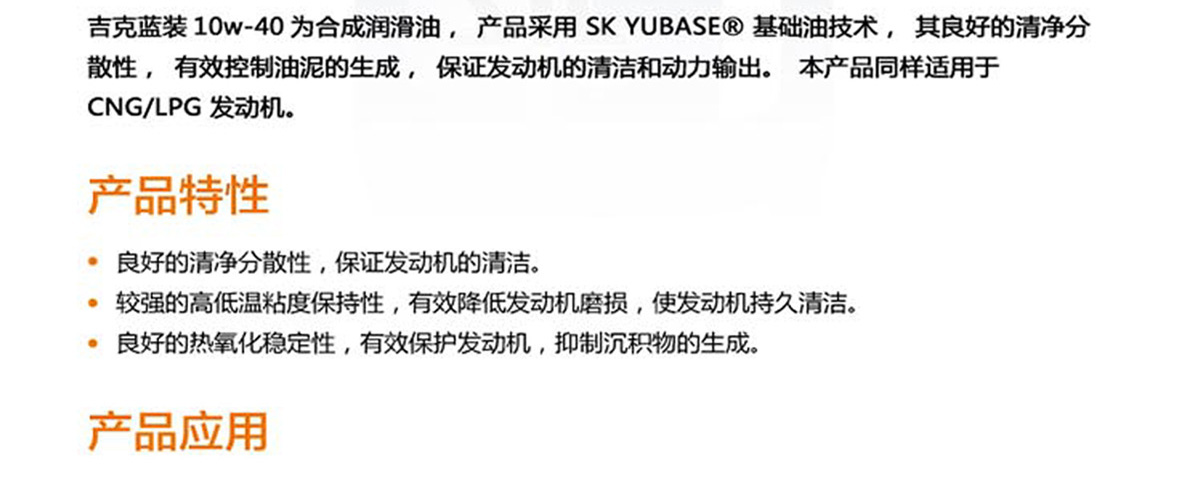 吉克蓝装 10w-40 为合成润滑油， 产品采用 SK YUBASE® 基础油技术， 其良好的清净分
散性， 有效控制油泥的生成， 保证发动机的清洁和动力输出。 本产品同样适用于
CNG/LPG 发动机。
产品特性
• 良好的清净分散性，保证发动机的清洁。
• 较强的高低温粘度保持性，有效降低发动机磨损，使发动机持久清洁。
• 良好的热氧化稳定性，有效保护发动机，抑制沉积物的生成。
产品应用